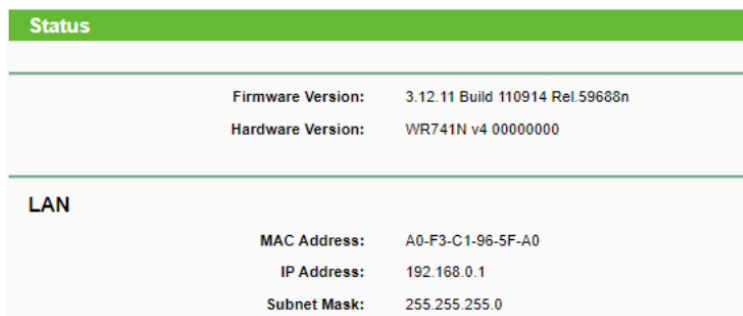 Status
Firmware Version: 3.12.11 Build 110914 Rel.59688n
Hardware Version: WR741N v4 00000000
LAN
MAC Address: A0-F3-C1-96-5F-A0
IP Address: 192.168.0.1
Subnet Mask: 255.255.255.0